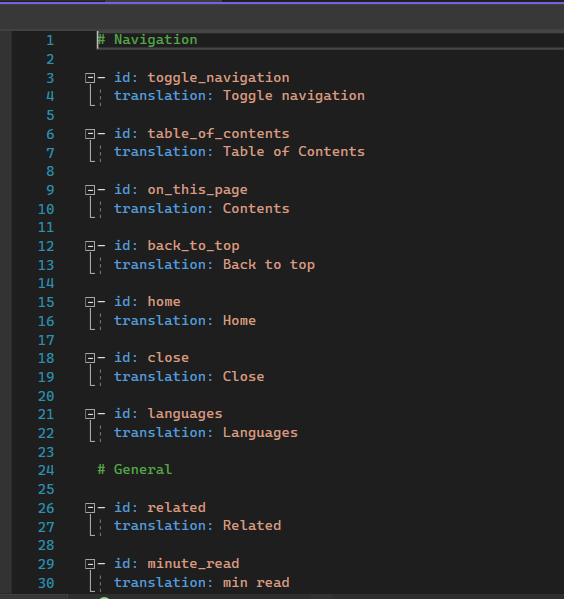 1 # Navigation
2
3 - id: toggle_navigation
4 translation: Toggle navigation
5
6 - id: table_of_contents
7 translation: Table of Contents
8
9 - id: on_this_page
10 translation: Contents
11
12 - id: back_to_top
13 translation: Back to top
14
15 - id: home
16 translation: Home
17
18 - id: close
19 translation: Close
20
21 - id: languages
22 translation: Languages
23
24 # General
25
26 - id: related
27 translation: Related
28
29 - id: minute_read
30 translation: min read